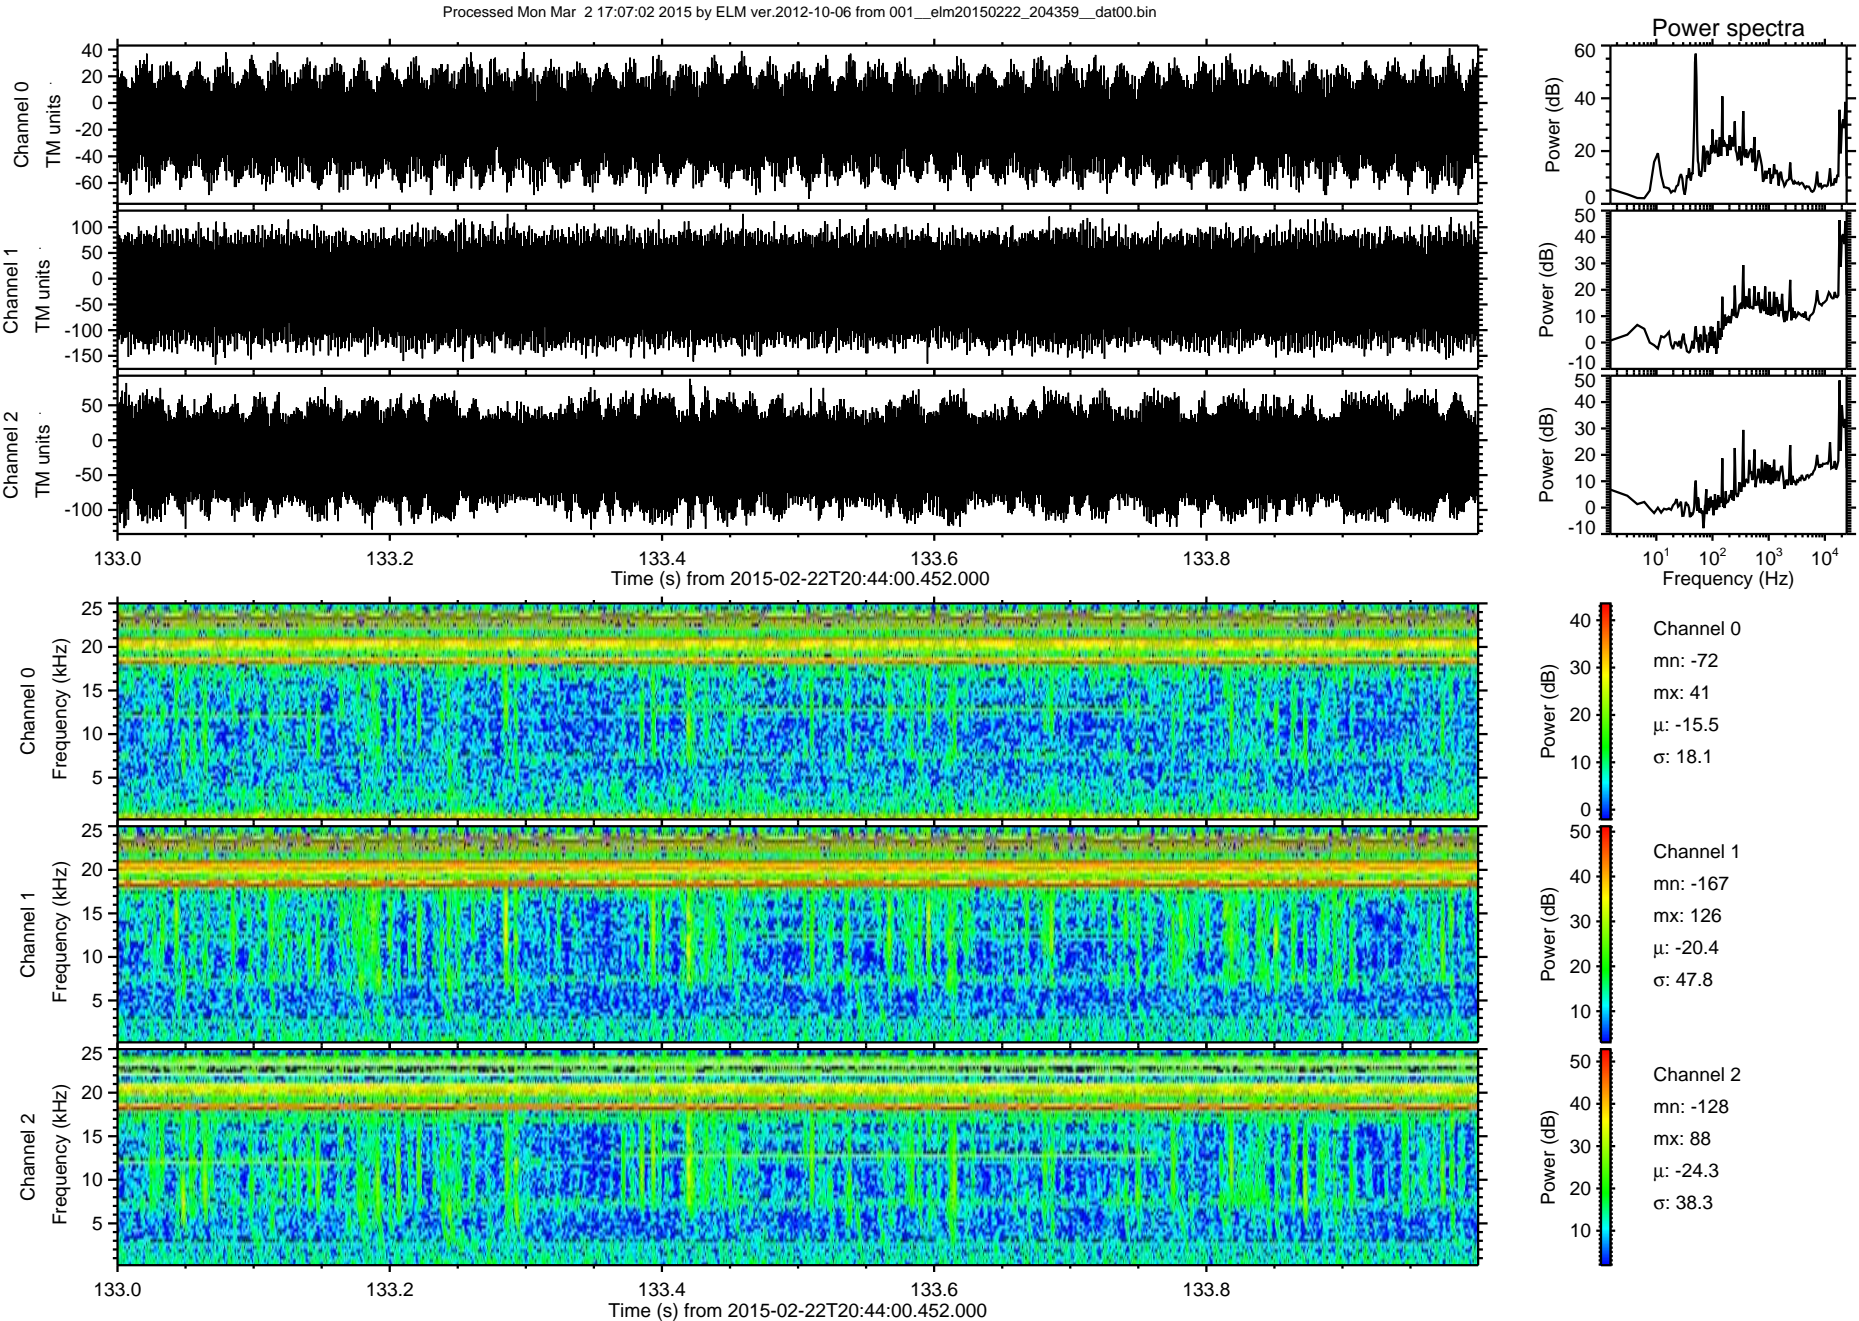 Processed Mon Mar  2 17:07:02 2015 by ELM ver.2012-10-06 from 001__elm20150222_204359__dat00.bin
Power spectra
Channel 0
TM units
40
20
0
-20
-40
-60
Power (dB)
60
40
20
0
Channel 1
TM units
100
50
0
-50
-100
-150
Power (dB)
50
40
30
20
10
0
-10
Channel 2
TM units
50
0
-50
-100
Power (dB)
50
40
30
20
10
0
-10
133.0 133.2 133.4 133.6 133.8
Time (s) from 2015-02-22T20:44:00.452.000
10^1 10^2 10^3 10^4
Frequency (Hz)
Channel 0
Frequency (kHz)
25
20
15
10
5
Power (dB)
40
30
20
10
0
Channel 0
mn: -72
mx: 41
µ: -15.5
σ: 18.1
Channel 1
Frequency (kHz)
25
20
15
10
5
Power (dB)
50
40
30
20
10
Channel 1
mn: -167
mx: 126
µ: -20.4
σ: 47.8
Channel 2
Frequency (kHz)
25
20
15
10
5
Power (dB)
50
40
30
20
10
Channel 2
mn: -128
mx: 88
µ: -24.3
σ: 38.3
133.0 133.2 133.4 133.6 133.8
Time (s) from 2015-02-22T20:44:00.452.000